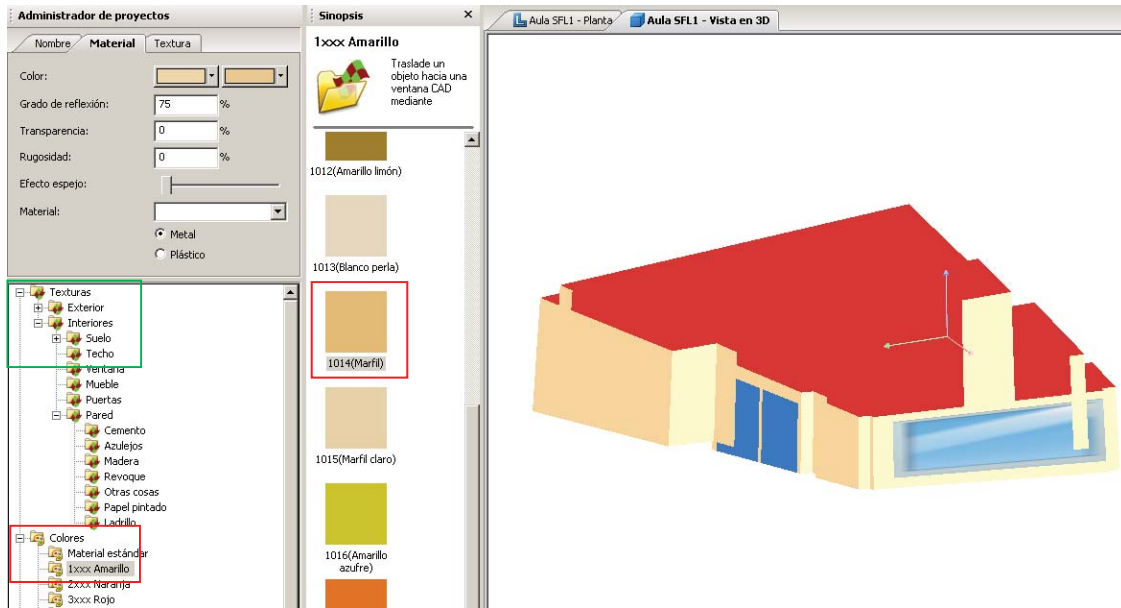 Administrador de proyectos
Nombre Material Textura
Color:
Grado de reflexión: 75 %
Transparencia: 0 %
Rugosidad: 0 %
Efecto espejo:
Material:
Metal
Plástico
Texturas
Exterior
Interiores
Suelo
Techo
Ventana
Mueble
Puertas
Pared
Cemento
Azulejos
Madera
Revoque
Otras cosas
Papel pintado
Ladrillo
Colores
Material estándar
1xxx Amarillo
2xxx Naranja
3xxx Rojo
Sinopsis x
1xxx Amarillo
Traslade un
objeto hacia una
ventana CAD
mediante
1012(Amarillo limón)
1013(Blanco perla)
1014(Marfil)
1015(Marfil claro)
1016(Amarillo
azufre)
Aula SFL1 - Planta Aula SFL1 - Vista en 3D